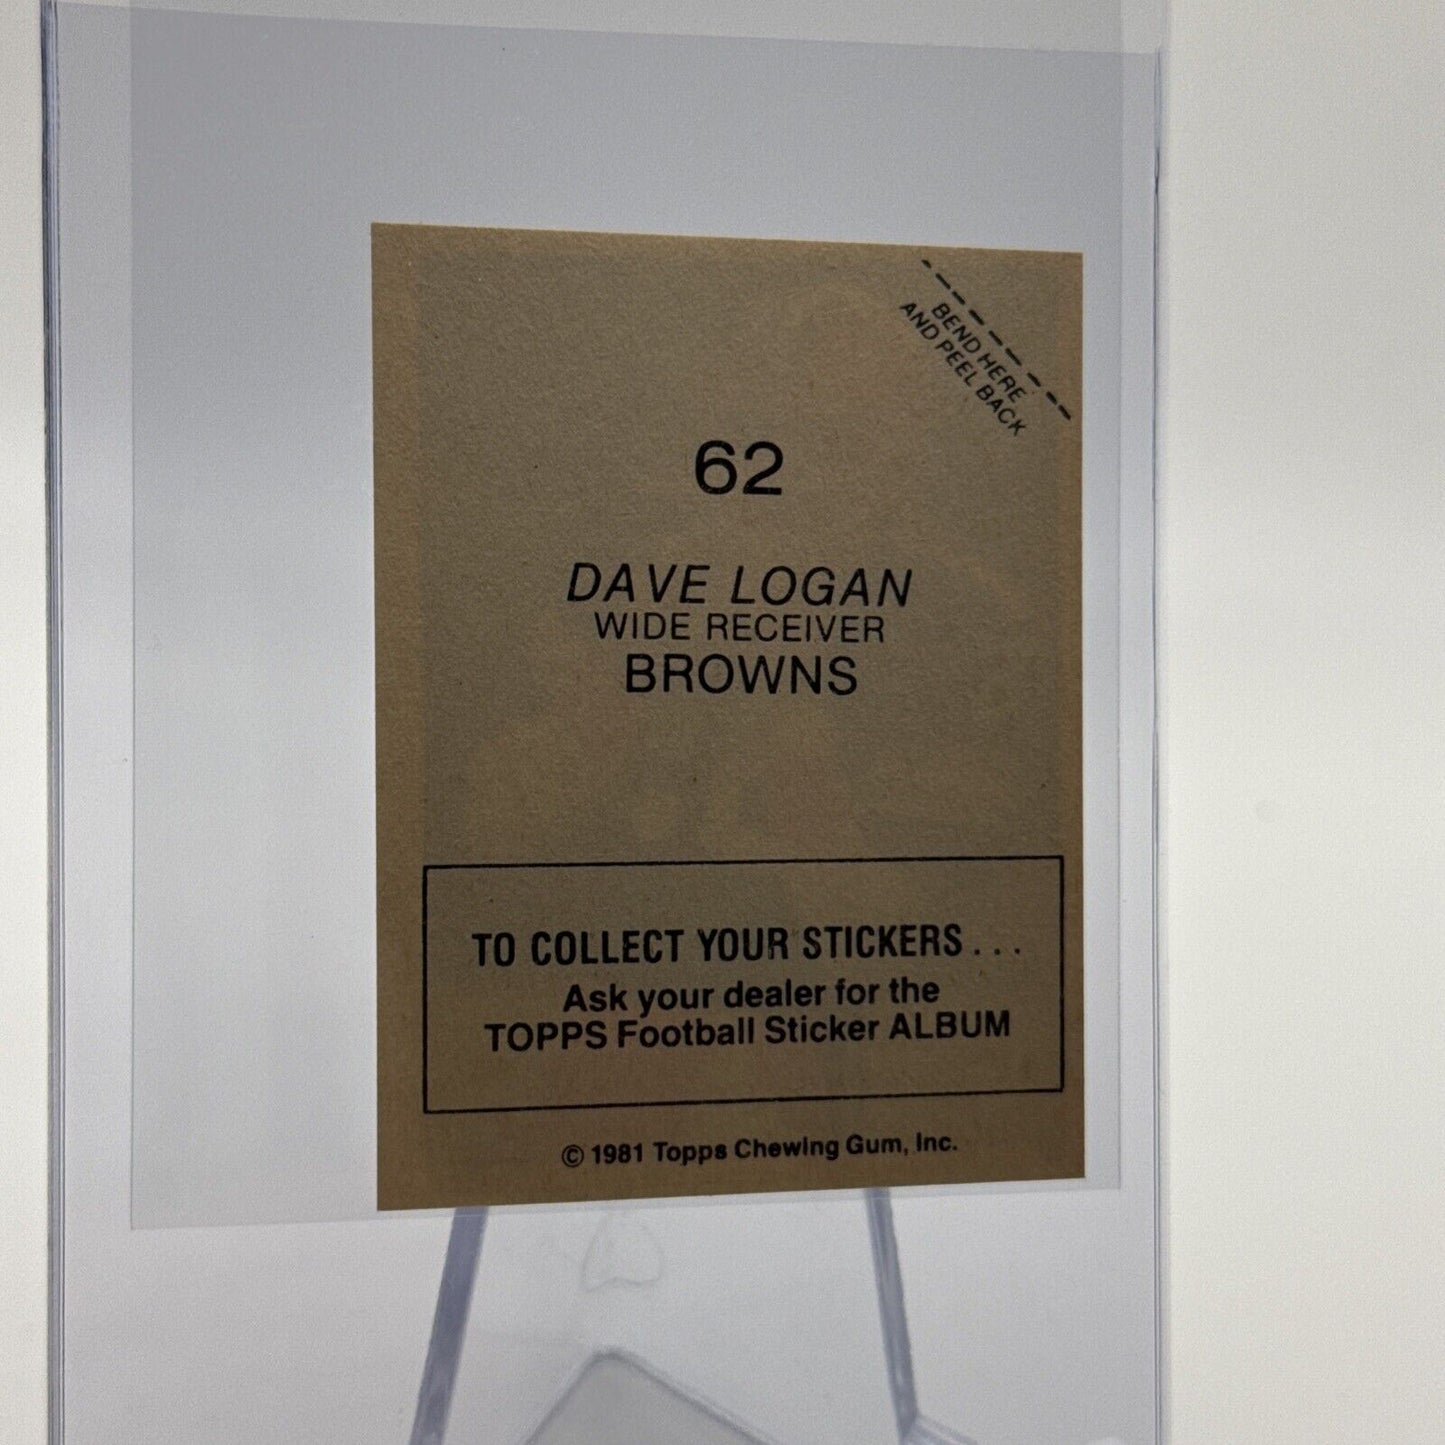 BEND HERE
AND PEEL BACK
62
DAVE LOGAN
WIDE RECEIVER
BROWNS
TO COLLECT YOUR STICKERS...
Ask your dealer for the
TOPPS Football Sticker ALBUM
© 1981 Topps Chewing Gum, Inc.